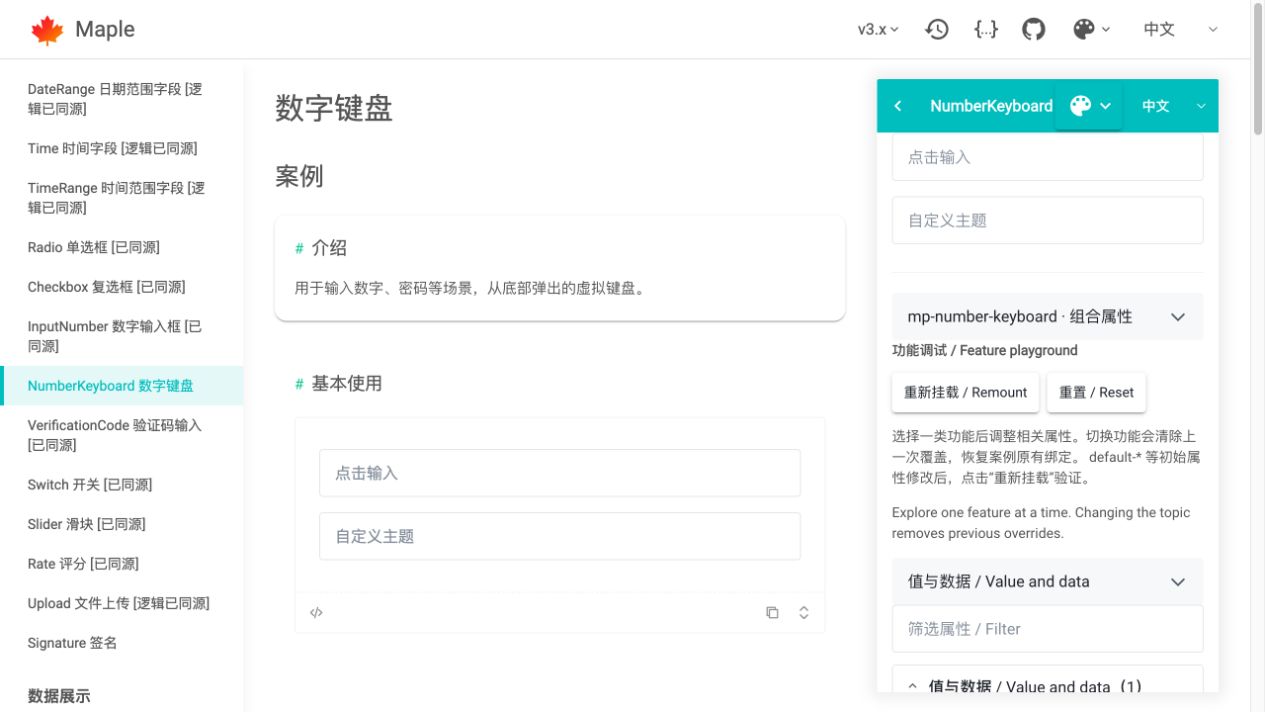 Maple
v3.x
中文
DateRange 日期范围字段 [逻
辑已同源]
Time 时间字段 [逻辑已同源]
TimeRange 时间范围字段 [逻
辑已同源]
Radio 单选框 [已同源]
Checkbox 复选框 [已同源]
InputNumber 数字输入框 [已
同源]
NumberKeyboard 数字键盘
VerificationCode 验证码输入
[已同源]
Switch 开关 [已同源]
Slider 滑块 [已同源]
Rate 评分 [已同源]
Upload 文件上传 [逻辑已同源]
Signature 签名
数据展示
数字键盘
案例
# 介绍
用于输入数字、密码等场景，从底部弹出的虚拟键盘。
# 基本使用
点击输入
自定义主题
NumberKeyboard
中文
点击输入
自定义主题
mp-number-keyboard · 组合属性
功能调试 / Feature playground
重新挂载 / Remount
重置 / Reset
选择一类功能后调整相关属性。切换功能会清除上
一次覆盖，恢复案例原有绑定。 default-* 等初始属
性修改后，点击“重新挂载”验证。
Explore one feature at a time. Changing the topic
removes previous overrides.
值与数据 / Value and data
筛选属性 / Filter
值与数据 / Value and data（1）